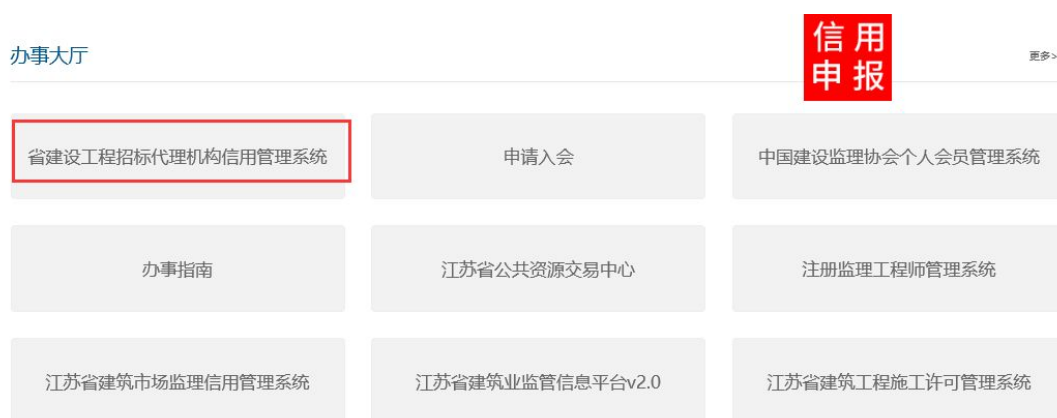 办事大厅
信用
申报
更多>
省建设工程招标代理机构信用管理系统
申请入会
中国建设监理协会个人会员管理系统
办事指南
江苏省公共资源交易中心
注册监理工程师管理系统
江苏省建筑市场监理信用管理系统
江苏省建筑业监管信息平台v2.0
江苏省建筑工程施工许可管理系统